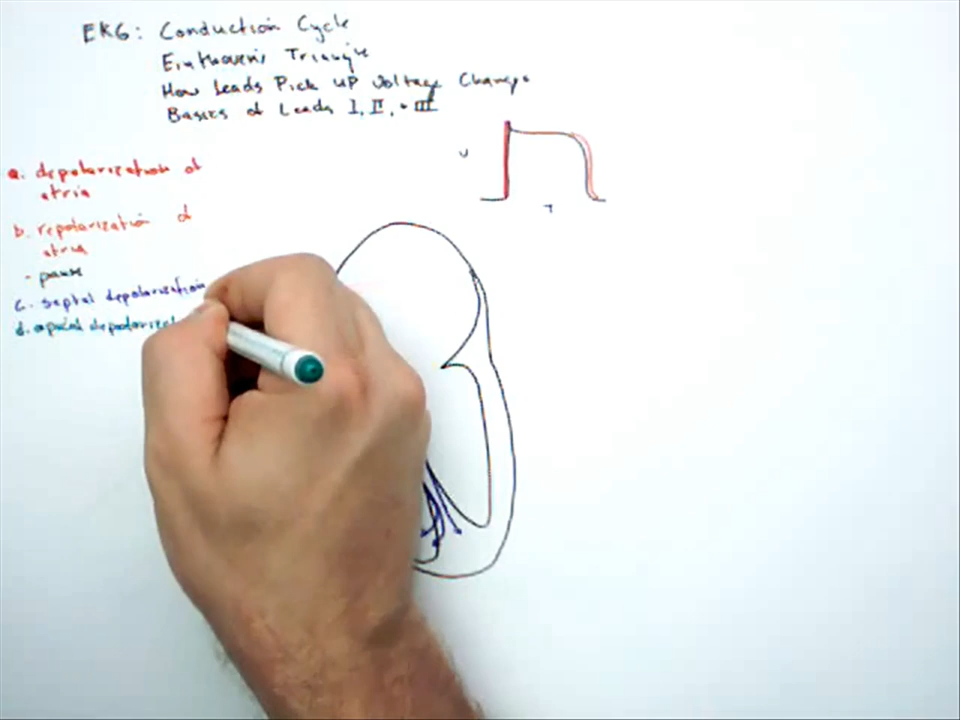 EKG: Conduction Cycle
Einthoven's Triangle
How Leads Pick up Voltage Changes
Basics of Leads I, II, + III
V
T
a. depolarization of
atria
b. repolarization of
atria
- pause
c. septal depolarization
d. apical depolarizati